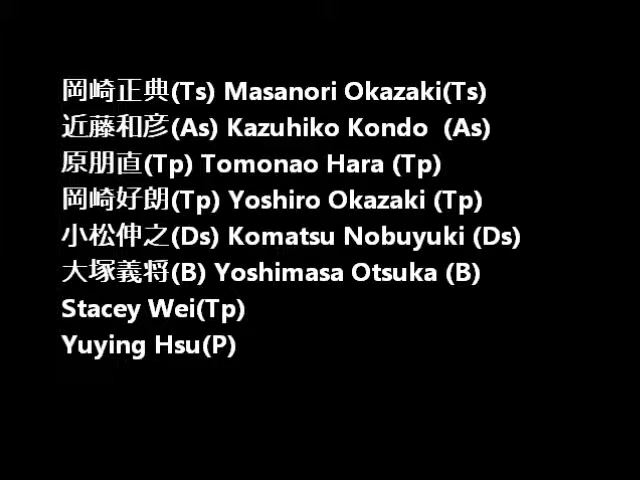 岡崎正典(Ts) Masanori Okazaki(Ts)
近藤和彦(As) Kazuhiko Kondo  (As)
原朋直(Tp) Tomonao Hara (Tp)
岡崎好朗(Tp) Yoshiro Okazaki (Tp)
小松伸之(Ds) Komatsu Nobuyuki (Ds)
大塚義将(B) Yoshimasa Otsuka (B)
Stacey Wei(Tp)
Yuying Hsu(P)